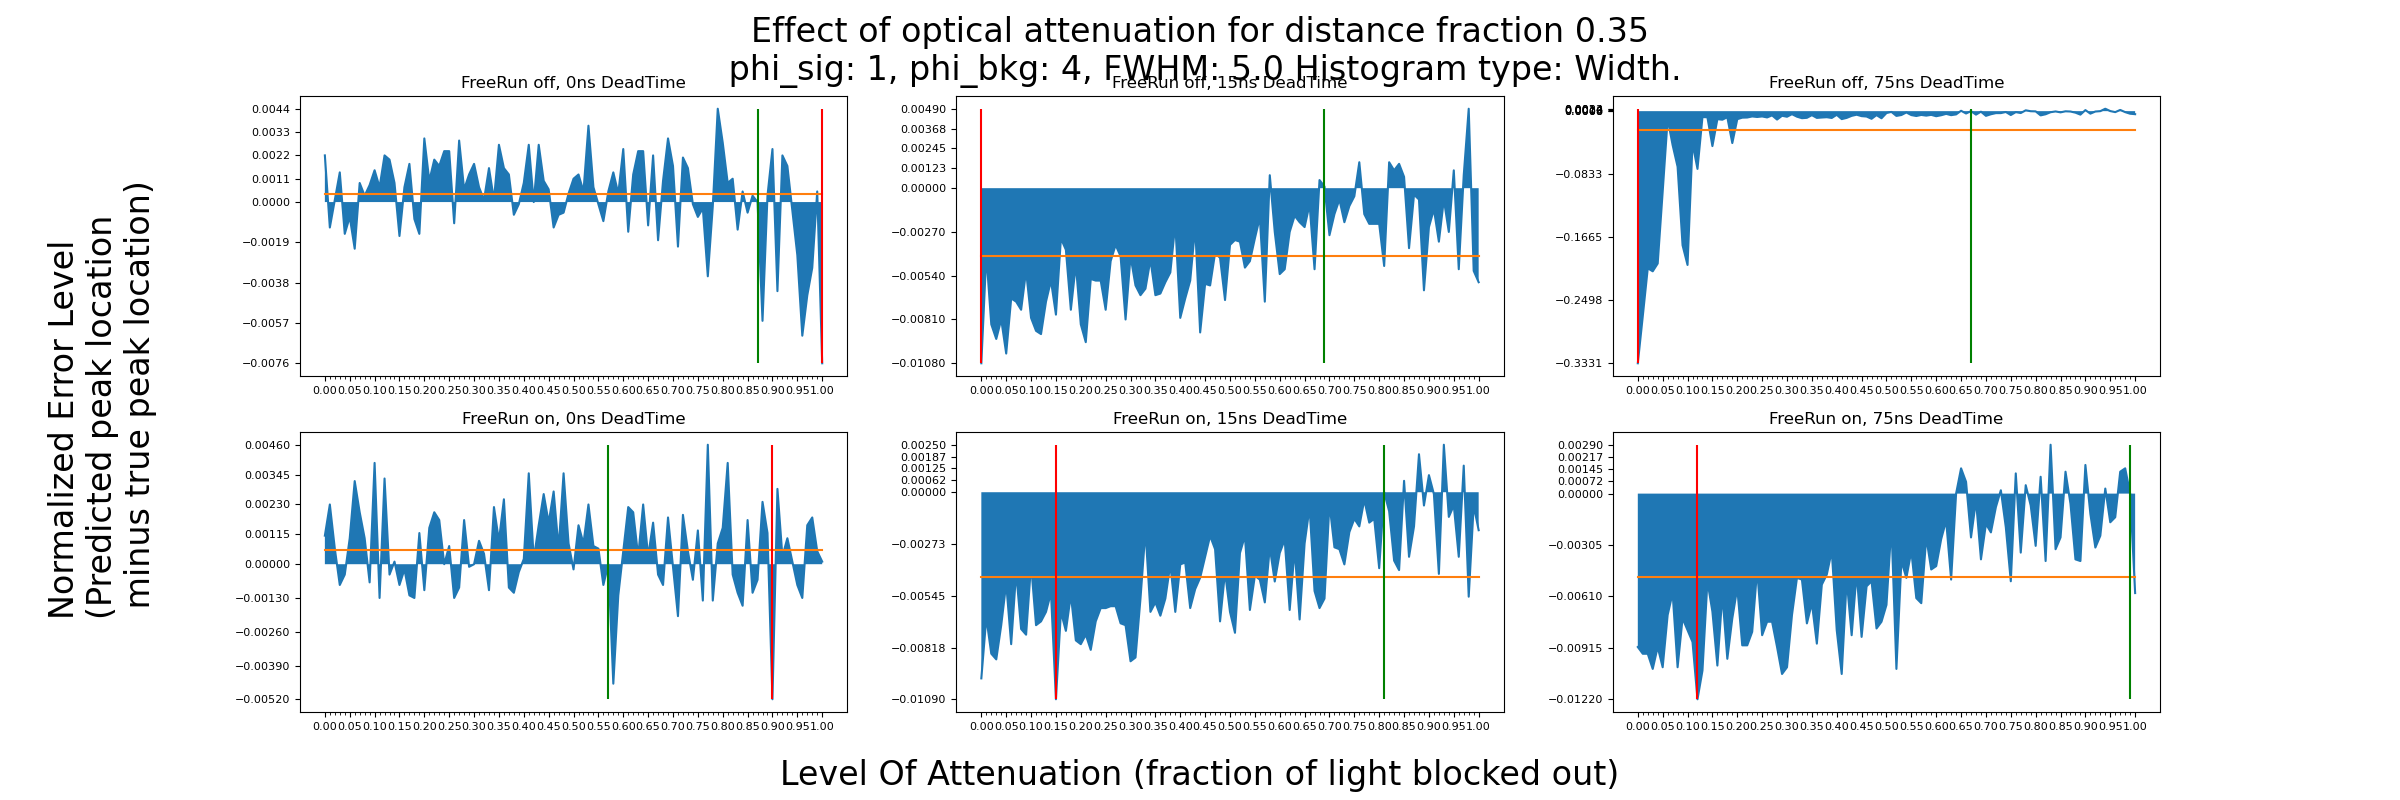 Effect of optical attenuation for distance fraction 0.35
phi_sig: 1, phi_bkg: 4, FWHM: 5.0 Histogram type: Width.
Normalized Error Level
(Predicted peak location
minus true peak location)
FreeRun off, 0ns DeadTime
0.0044
0.0033
0.0022
0.0011
0.0000
−0.0019
−0.0038
−0.0057
−0.0076
0.00 0.05 0.10 0.15 0.20 0.25 0.30 0.35 0.40 0.45 0.50 0.55 0.60 0.65 0.70 0.75 0.80 0.85 0.90 0.95 1.00
FreeRun off, 15ns DeadTime
0.00490
0.00368
0.00245
0.00123
0.00000
−0.00270
−0.00540
−0.00810
−0.01080
0.00 0.05 0.10 0.15 0.20 0.25 0.30 0.35 0.40 0.45 0.50 0.55 0.60 0.65 0.70 0.75 0.80 0.85 0.90 0.95 1.00
FreeRun off, 75ns DeadTime
−0.0833
−0.1665
−0.2498
−0.3331
0.00 0.05 0.10 0.15 0.20 0.25 0.30 0.35 0.40 0.45 0.50 0.55 0.60 0.65 0.70 0.75 0.80 0.85 0.90 0.95 1.00
FreeRun on, 0ns DeadTime
0.00460
0.00345
0.00230
0.00115
0.00000
−0.00130
−0.00260
−0.00390
−0.00520
0.00 0.05 0.10 0.15 0.20 0.25 0.30 0.35 0.40 0.45 0.50 0.55 0.60 0.65 0.70 0.75 0.80 0.85 0.90 0.95 1.00
FreeRun on, 15ns DeadTime
0.00250
0.00187
0.00125
0.00062
0.00000
−0.00273
−0.00545
−0.00818
−0.01090
0.00 0.05 0.10 0.15 0.20 0.25 0.30 0.35 0.40 0.45 0.50 0.55 0.60 0.65 0.70 0.75 0.80 0.85 0.90 0.95 1.00
FreeRun on, 75ns DeadTime
0.00290
0.00217
0.00145
0.00072
0.00000
−0.00305
−0.00610
−0.00915
−0.01220
0.00 0.05 0.10 0.15 0.20 0.25 0.30 0.35 0.40 0.45 0.50 0.55 0.60 0.65 0.70 0.75 0.80 0.85 0.90 0.95 1.00
Level Of Attenuation (fraction of light blocked out)